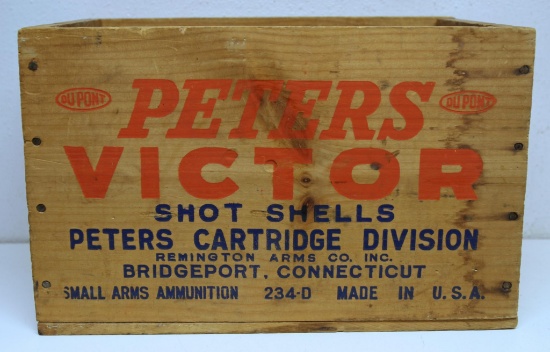 DU PONT PETERS DU PONT
VICTOR
SHOT SHELLS
PETERS CARTRIDGE DIVISION
REMINGTON ARMS CO. INC.
BRIDGEPORT, CONNECTICUT
SMALL ARMS AMMUNITION 234-D MADE IN U.S.A.